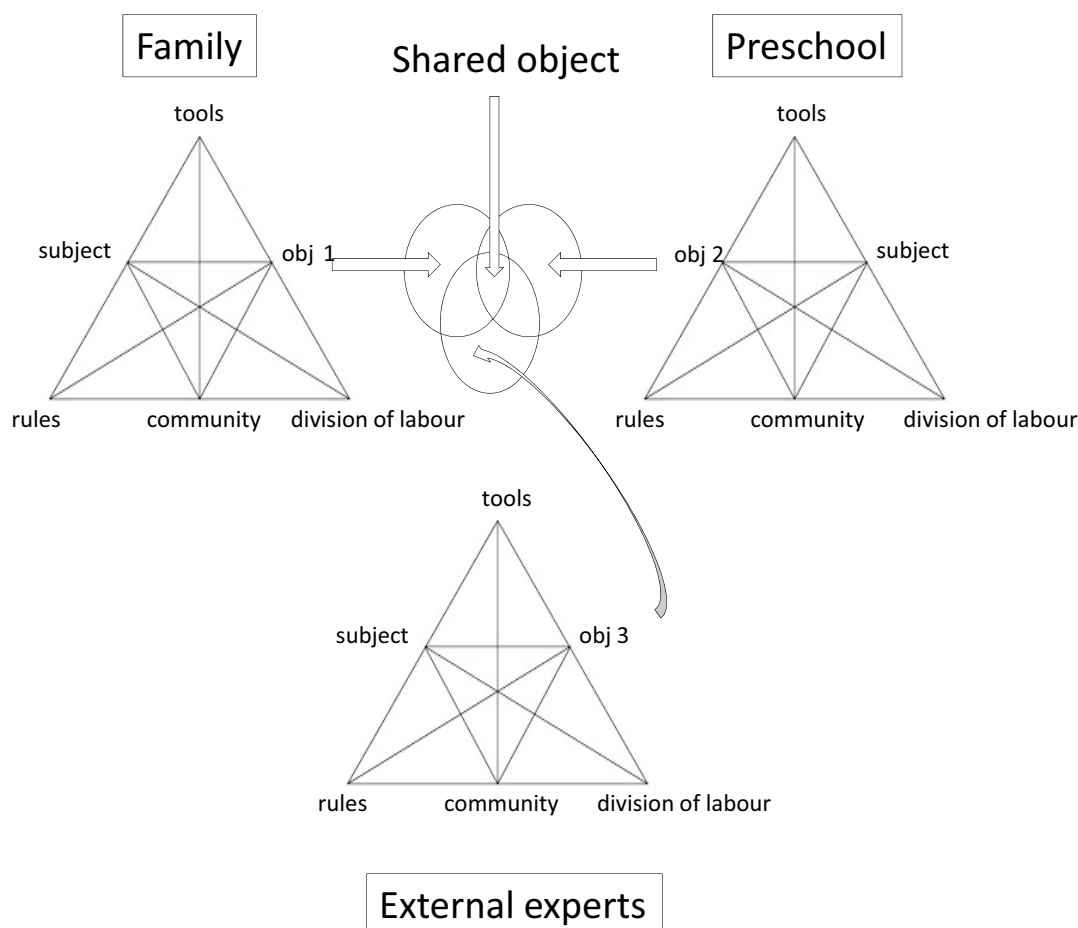 Family
Shared object
Preschool
tools
tools
subject
obj 1
obj 2
subject
rules
community
division of labour
rules
community
division of labour
tools
subject
obj 3
rules
community
division of labour
External experts